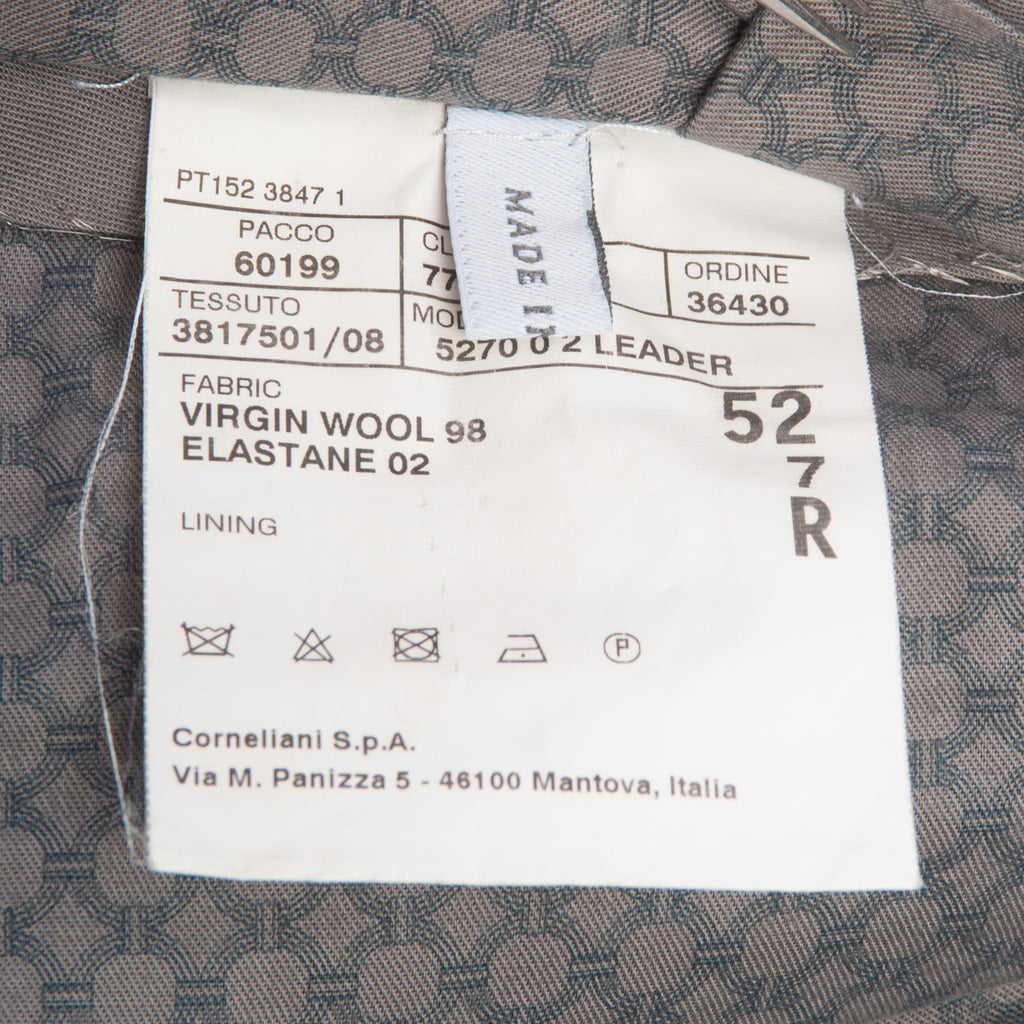 PT152 3847 1
PACCO
60199
ORDINE
36430
TESSUTO
3817501/08
5270 0 2 LEADER
FABRIC
VIRGIN WOOL 98
ELASTANE 02
52
7
R
LINING
P
Corneliani S.p.A.
Via M. Panizza 5 - 46100 Mantova, Italia
MADE